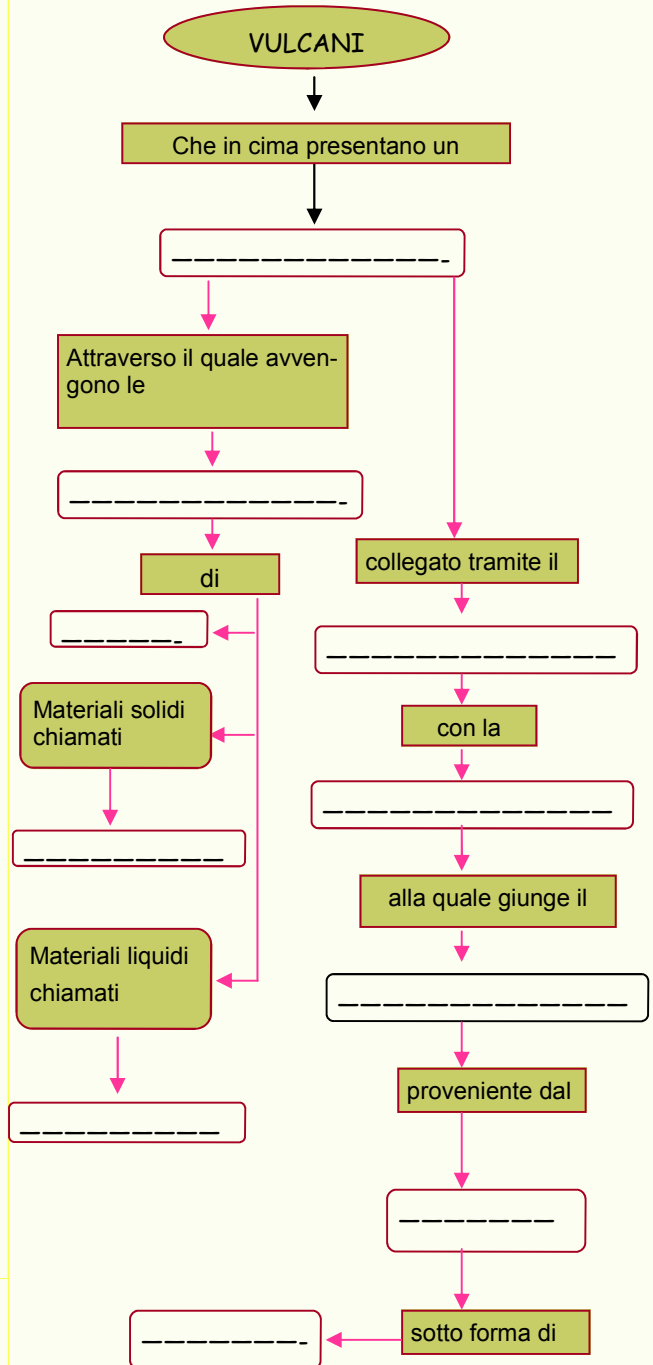 VULCANI
Che in cima presentano un
Attraverso il quale avven-
gono le
di
collegato tramite il
Materiali solidi
chiamati
con la
alla quale giunge il
Materiali liquidi
chiamati
proveniente dal
sotto forma di